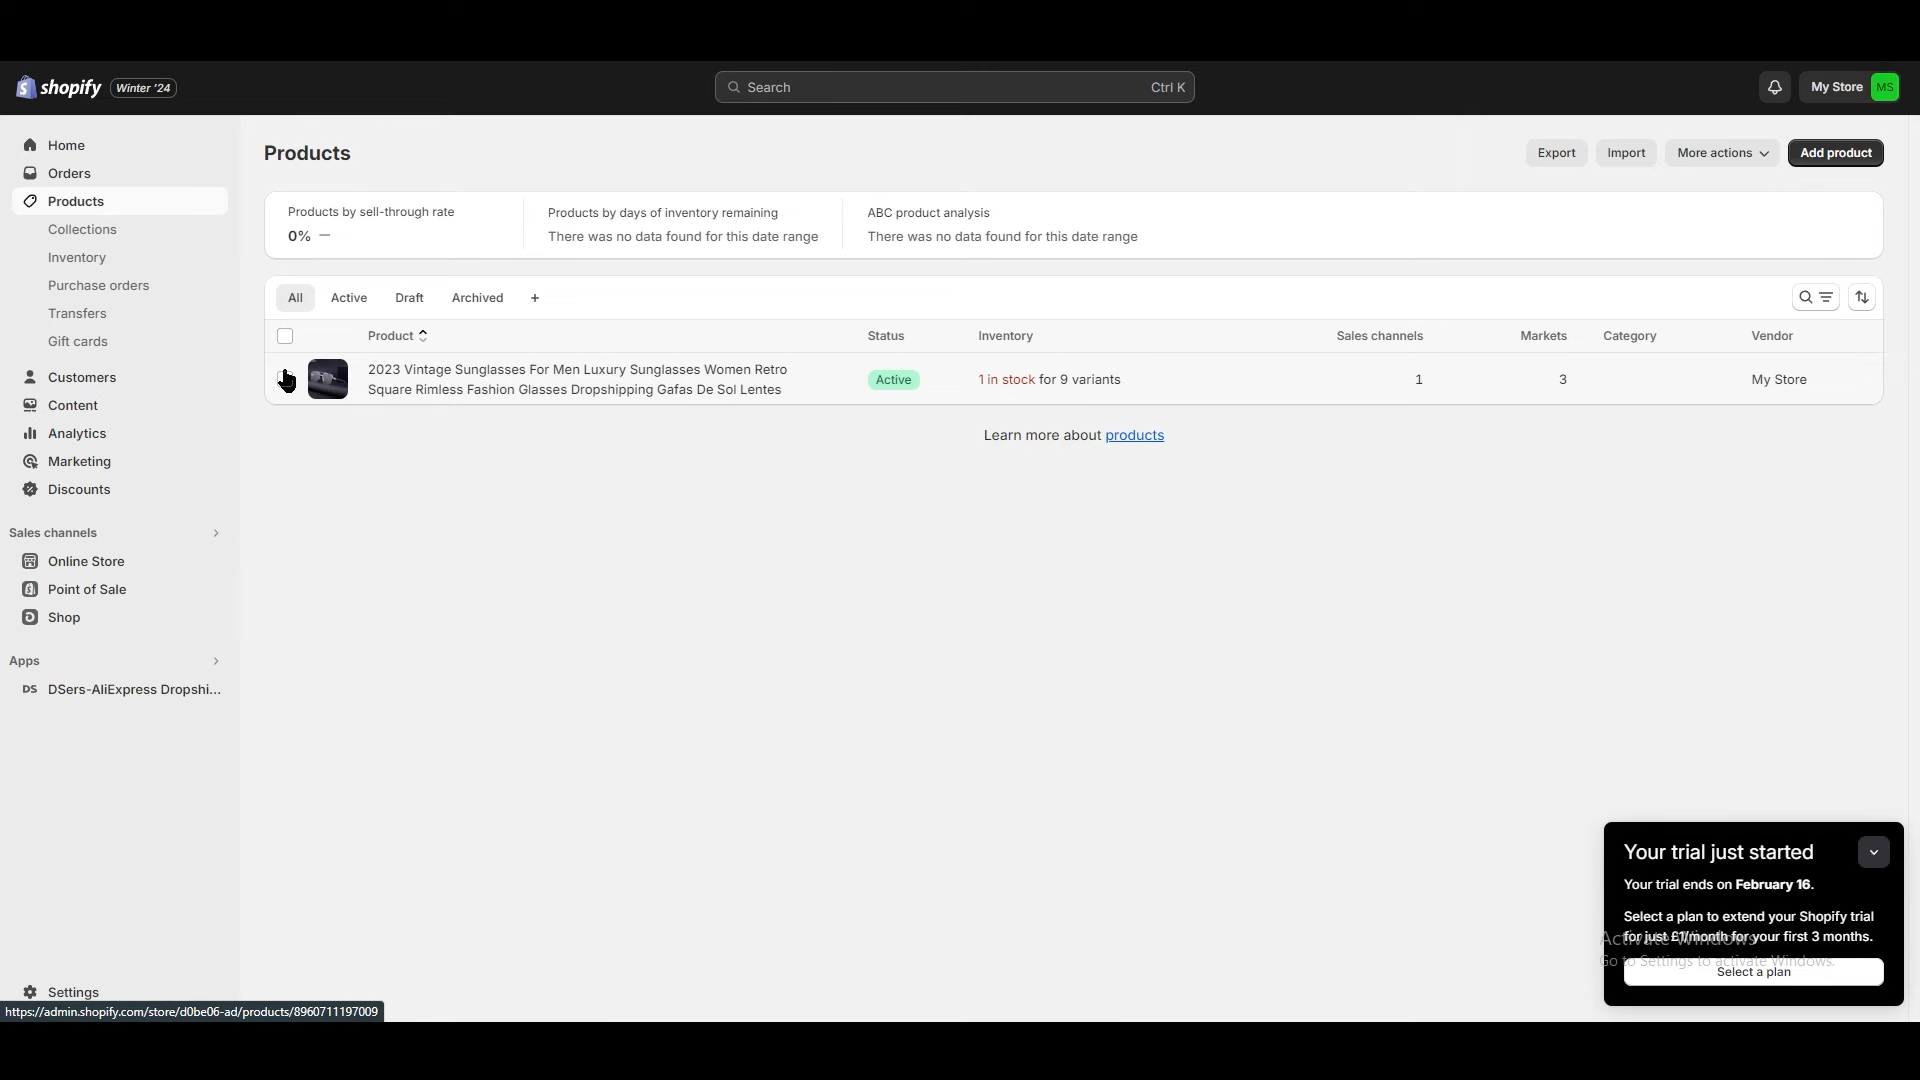 shopify Winter '24
Search Ctrl K
My Store MS
Home
Orders
Products
Collections
Inventory
Purchase orders
Transfers
Gift cards
Customers
Content
Analytics
Marketing
Discounts
Sales channels
Online Store
Point of Sale
Shop
Apps
DS DSers-AliExpress Dropshi...
Settings
https://admin.shopify.com/store/d0be06-ad/products/8960711197009
Products
Export Import More actions Add product
Products by sell-through rate
0% —
Products by days of inventory remaining
There was no data found for this date range
ABC product analysis
There was no data found for this date range
All Active Draft Archived +
Product Status Inventory Sales channels Markets Category Vendor
2023 Vintage Sunglasses For Men Luxury Sunglasses Women Retro
Square Rimless Fashion Glasses Dropshipping Gafas De Sol Lentes
Active 1 in stock for 9 variants 1 3 My Store
Learn more about products
Your trial just started
Your trial ends on February 16.
Select a plan to extend your Shopify trial
for just £1/month for your first 3 months.
Select a plan
Activate Windows
Go to Settings to activate Windows.